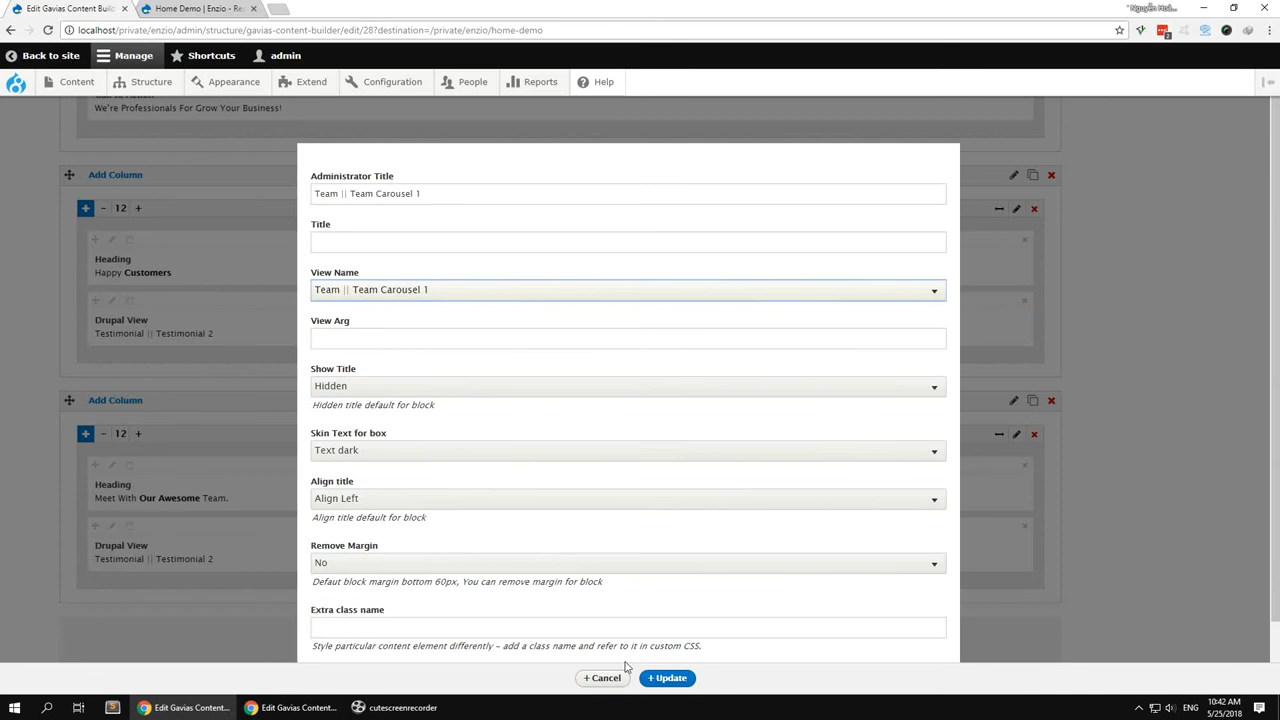 Edit Gavias Content Build
Home Demo | Enzio - Res
localhost/private/enzio/admin/structure/gavias-content-builder/edit/28?destination=/private/enzio/home-demo
Back to site
Manage
Shortcuts
admin
Content
Structure
Appearance
Extend
Configuration
People
Reports
Help
We're Professionals For Grow Your Business!
Add Column
- 12 +
Heading
Happy Customers
Drupal View
Testimonial || Testimonial 2
Add Column
- 12 +
Heading
Meet With Our Awesome Team.
Drupal View
Testimonial || Testimonial 2
Administrator Title
Team || Team Carousel 1
Title
View Name
Team || Team Carousel 1
View Arg
Show Title
Hidden
Hidden title default for block
Skin Text for box
Text dark
Align title
Align Left
Align title default for block
Remove Margin
No
Defaut block margin bottom 60px, You can remove margin for block
Extra class name
Style particular content element differently - add a class name and refer to it in custom CSS.
+ Cancel
+ Update
Edit Gavias Content...
Edit Gavias Content...
cutescreenrecorder
ENG
10:42 AM
5/25/2018